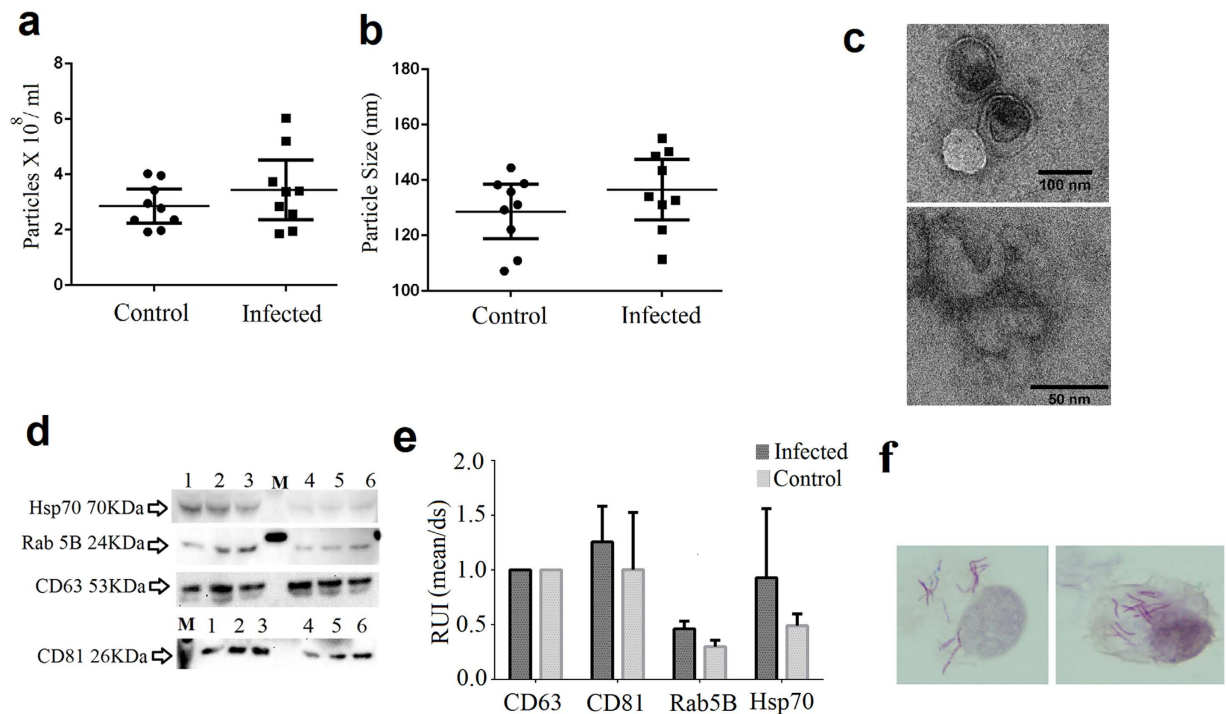 a
Particles X 10⁸/ ml
8
6
4
2
0
Control Infected
b
Particle Size (nm)
180
160
140
120
100
Control Infected
c
100 nm
50 nm
d
1 2 3 M 4 5 6
Hsp70 70KDa
Rab 5B 24KDa
CD63 53KDa
M 1 2 3 4 5 6
CD81 26KDa
e
Infected
Control
RUI (mean/ds)
2.0
1.5
1.0
0.5
0.0
CD63 CD81 Rab5B Hsp70
f